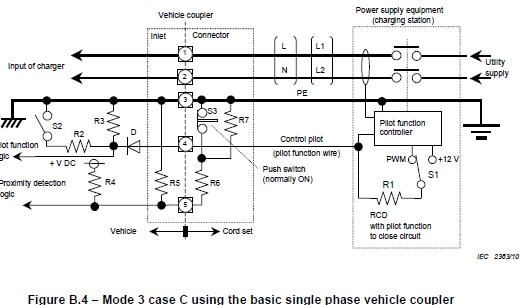 Vehicle coupler
Power supply equipment
(charging station)
Inlet
Connector
Input of charger
1
L
L1
Utility
supply
2
N
L2
3
PE
S2
R3
S3
R7
Pilot function
controller
R2
D
4
Control pilot
(pilot function wire)
lot function
gic
+ V DC
PWM
+12 V
Push switch
(normally ON)
S1
Proximity detection
logic
R4
R5
R6
R1
5
RCD
with pilot function
to close circuit
Vehicle
Cord set
IEC 2383/10
Figure B.4 – Mode 3 case C using the basic single phase vehicle coupler